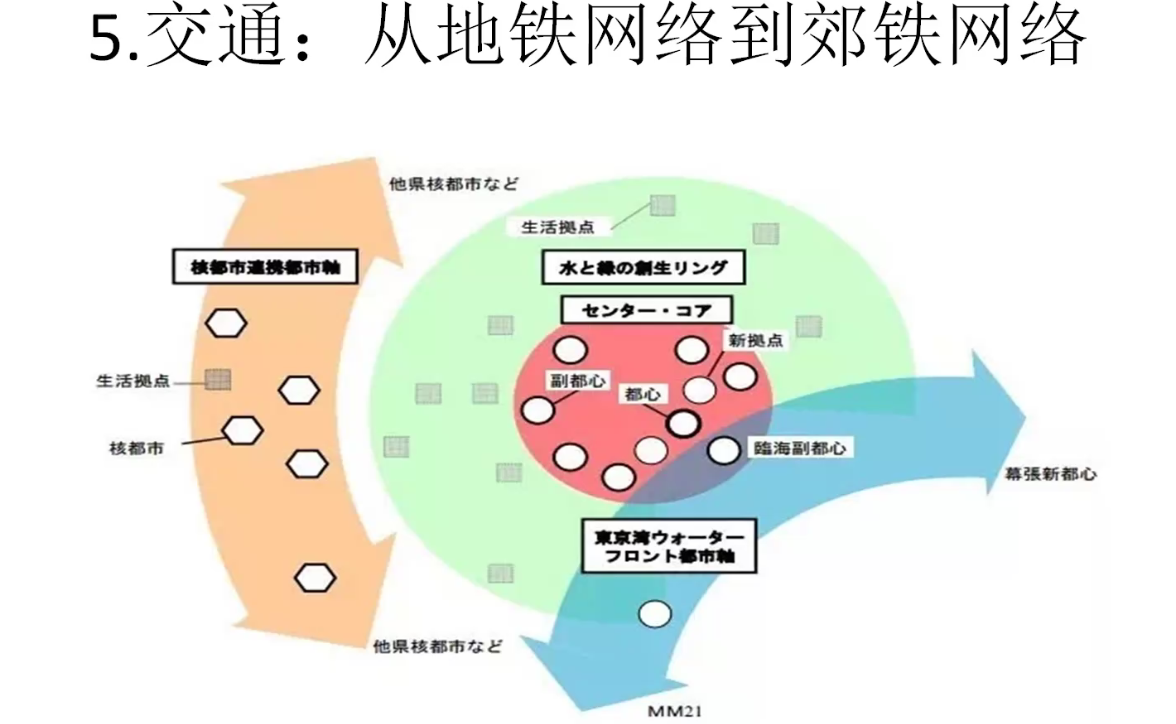 5.交通：从地铁网络到郊铁网络
他県核都市など
生活拠点
核都市連携都市軸
水と緑の創生リング
センター・コア
新拠点
生活拠点
副都心
都心
核都市
臨海副都心
幕張新都心
東京湾ウォーター
フロント都市軸
他県核都市など
MM21